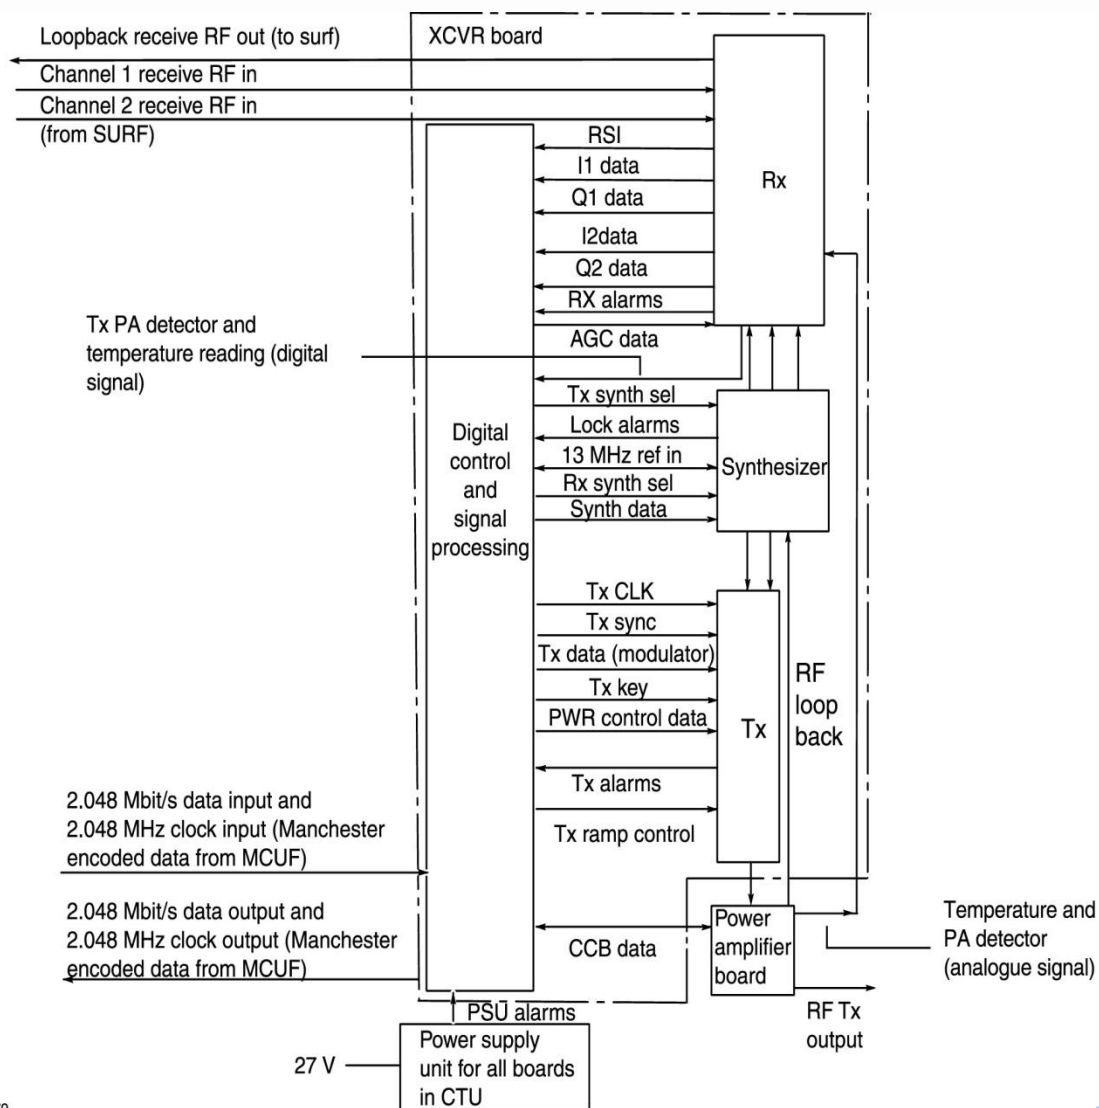 Loopback receive RF out (to surf)
XCVR board
Channel 1 receive RF in
Channel 2 receive RF in
(from SURF)
RSI
I1 data
Rx
Q1 data
I2data
Q2 data
RX alarms
AGC data
Tx PA detector and
temperature reading (digital
signal)
Tx synth sel
Lock alarms
13 MHz ref in
Rx synth sel
Synth data
Synthesizer
Digital
control
and
signal
processing
Tx CLK
Tx sync
Tx data (modulator)
Tx key
PWR control data
Tx alarms
Tx ramp control
Tx
RF
loop
back
2.048 Mbit/s data input and
2.048 MHz clock input (Manchester
encoded data from MCUF)
2.048 Mbit/s data output and
2.048 MHz clock output (Manchester
encoded data from MCUF)
CCB data
Power
amplifier
board
Temperature and
PA detector
(analogue signal)
RF Tx
output
PSU alarms
27 V
Power supply
unit for all boards
in CTU